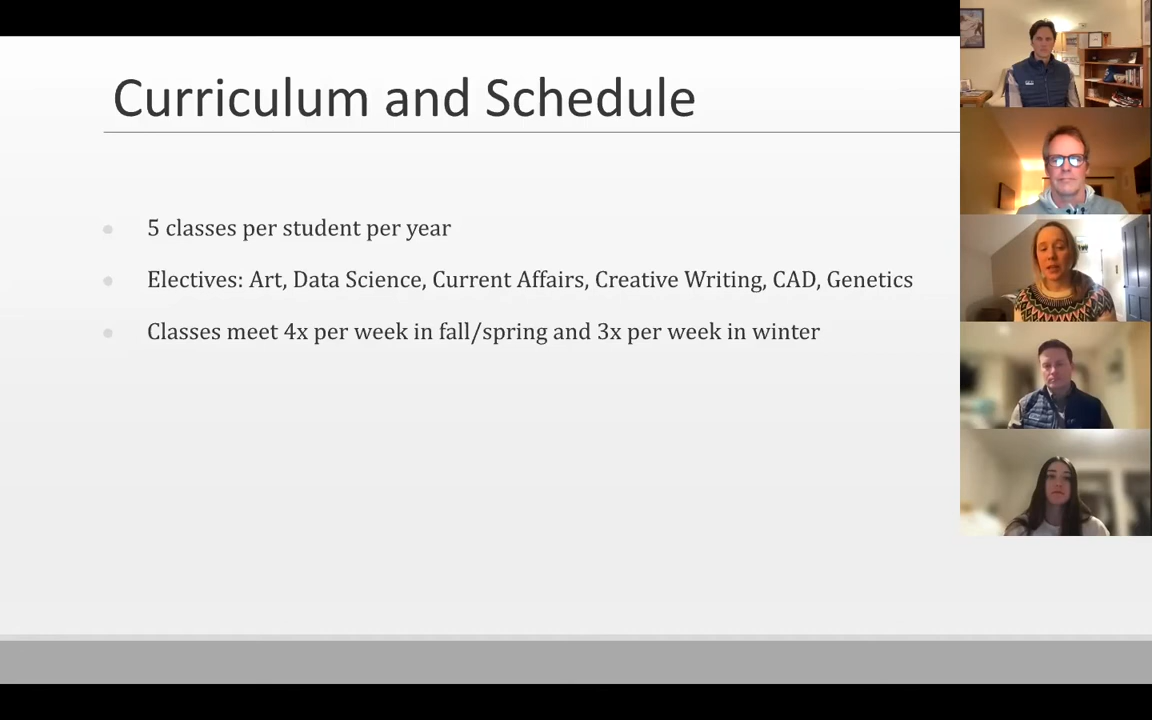 Curriculum and Schedule
5 classes per student per year
Electives: Art, Data Science, Current Affairs, Creative Writing, CAD, Genetics
Classes meet 4x per week in fall/spring and 3x per week in winter